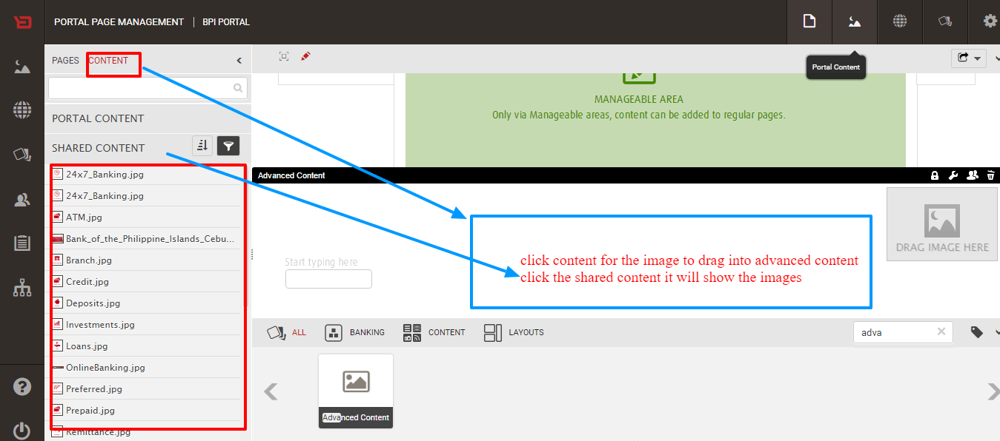 PORTAL PAGE MANAGEMENT | BPI PORTAL
PAGES CONTENT
Portal Content
PORTAL CONTENT
SHARED CONTENT
24x7_Banking.jpg
24x7_Banking.jpg
ATM.jpg
Bank_of_the_Philippine_Islands_Cebu...
Branch.jpg
Credit.jpg
Deposits.jpg
Investments.jpg
Loans.jpg
OnlineBanking.jpg
Preferred.jpg
Prepaid.jpg
Remittance.jpg
MANAGEABLE AREA
Only via Manageable areas, content can be added to regular pages.
Advanced Content
Start typing here
click content for the image to drag into advanced content
click the shared content it will show the images
DRAG IMAGE HERE
ALL BANKING CONTENT LAYOUTS
adva
Advanced Content